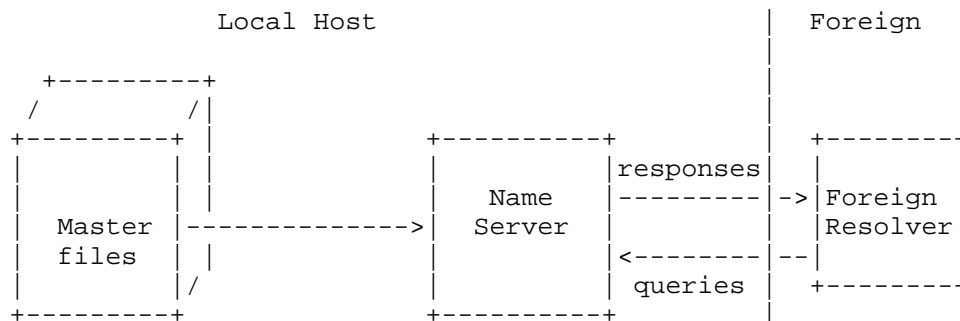 Local Host | Foreign
responses
Name
Foreign
Master
Server
Resolver
files
queries